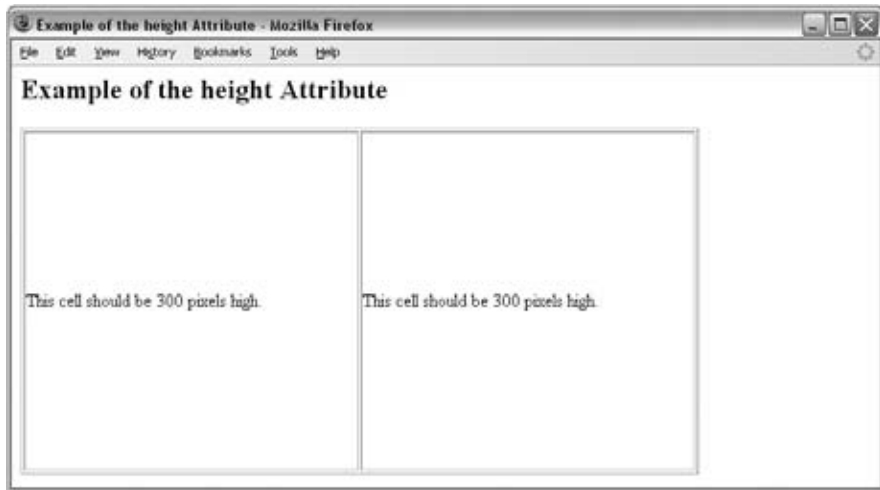 Example of the height Attribute - Mozilla Firefox
File Edit View History Bookmarks Tools Help
Example of the height Attribute
This cell should be 300 pixels high. This cell should be 300 pixels high.